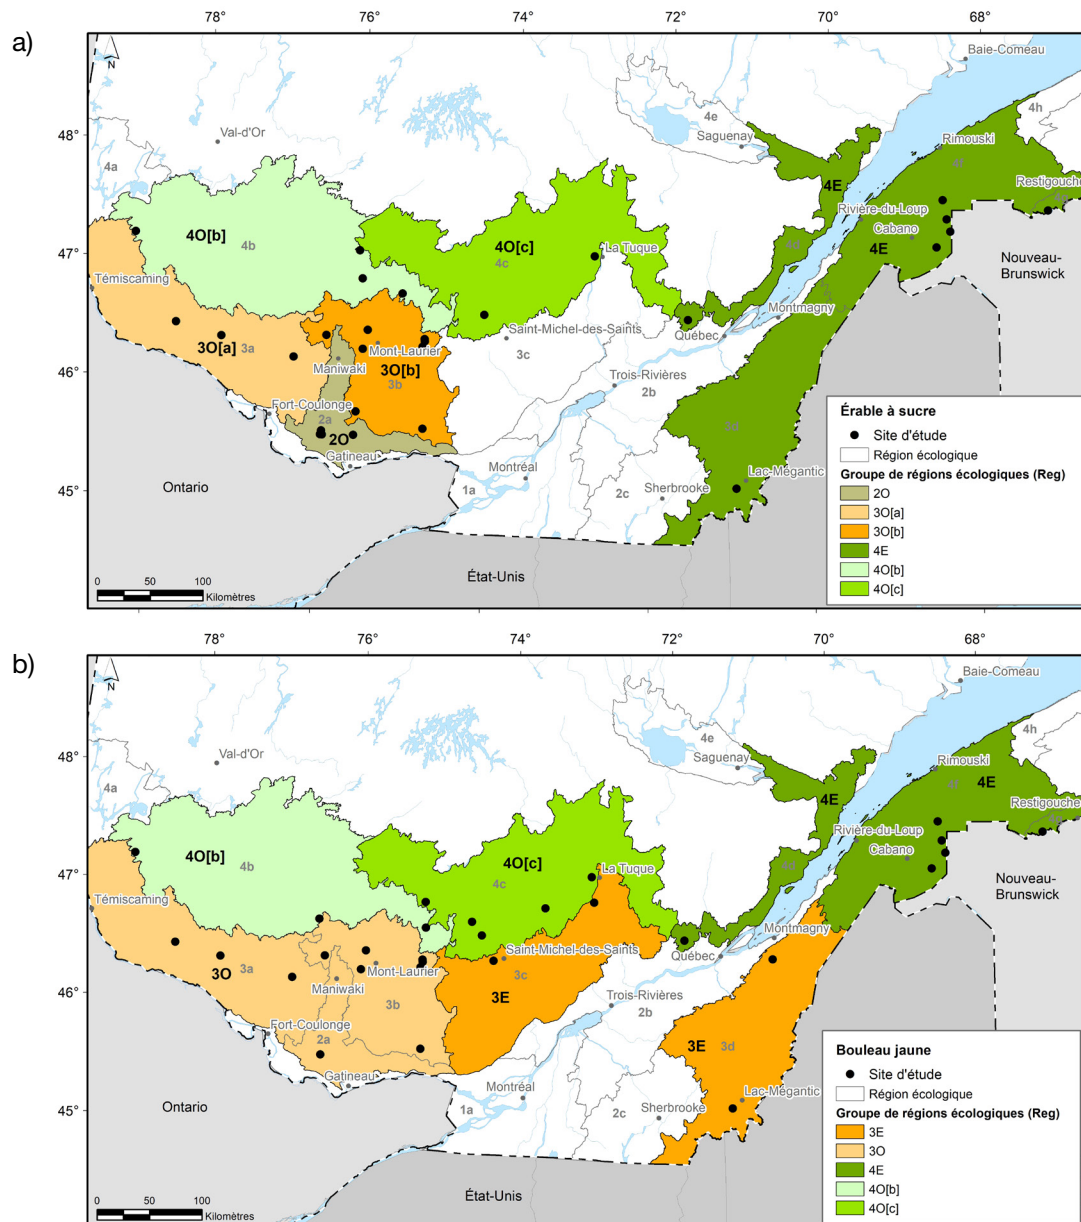 a)
78° 76° 74° 72° 70° 68°
Baie-Comeau
N
48°
Val-d'Or
4e
4h
Saguenay
4a
Rimouski
4f
4E
Restigouche
4g
4O[b]
4b
4O[c]
4c
Rivière-du-Loup
Cabano
47°
La Tuque
4d
4E
Témiscaming
Nouveau-
Brunswick
Montmagny
3O[a]
3a
Saint-Michel-des-Saints
Québec
3c
Mont-Laurier
46°
Maniwaki
3O[b]
3b
Trois-Rivières
2b
Fort-Coulonge
2a
3d
2O
Gatineau
Montréal
Lac-Mégantic
45°
Ontario
1a
2c
Sherbrooke
État-Unis
0 50 100
Kilomètres
Érable à sucre
Site d'étude
Région écologique
Groupe de régions écologiques (Reg)
2O
3O[a]
3O[b]
4E
4O[b]
4O[c]
b)
78° 76° 74° 72° 70° 68°
Baie-Comeau
N
48°
Val-d'Or
4e
4h
Saguenay
4a
Rimouski
4f
4E
4E
Restigouche
4g
4O[b]
4b
4O[c]
4c
Rivière-du-Loup
Cabano
47°
La Tuque
4d
Témiscaming
Nouveau-
Brunswick
Montmagny
3O
3a
Saint-Michel-des-Saints
Québec
3c
Mont-Laurier
3E
46°
Maniwaki
3b
Trois-Rivières
2b
Fort-Coulonge
2a
3E
3d
Gatineau
Montréal
Lac-Mégantic
45°
Ontario
1a
2c
Sherbrooke
État-Unis
0 50 100
Kilomètres
Bouleau jaune
Site d'étude
Région écologique
Groupe de régions écologiques (Reg)
3E
3O
4E
4O[b]
4O[c]